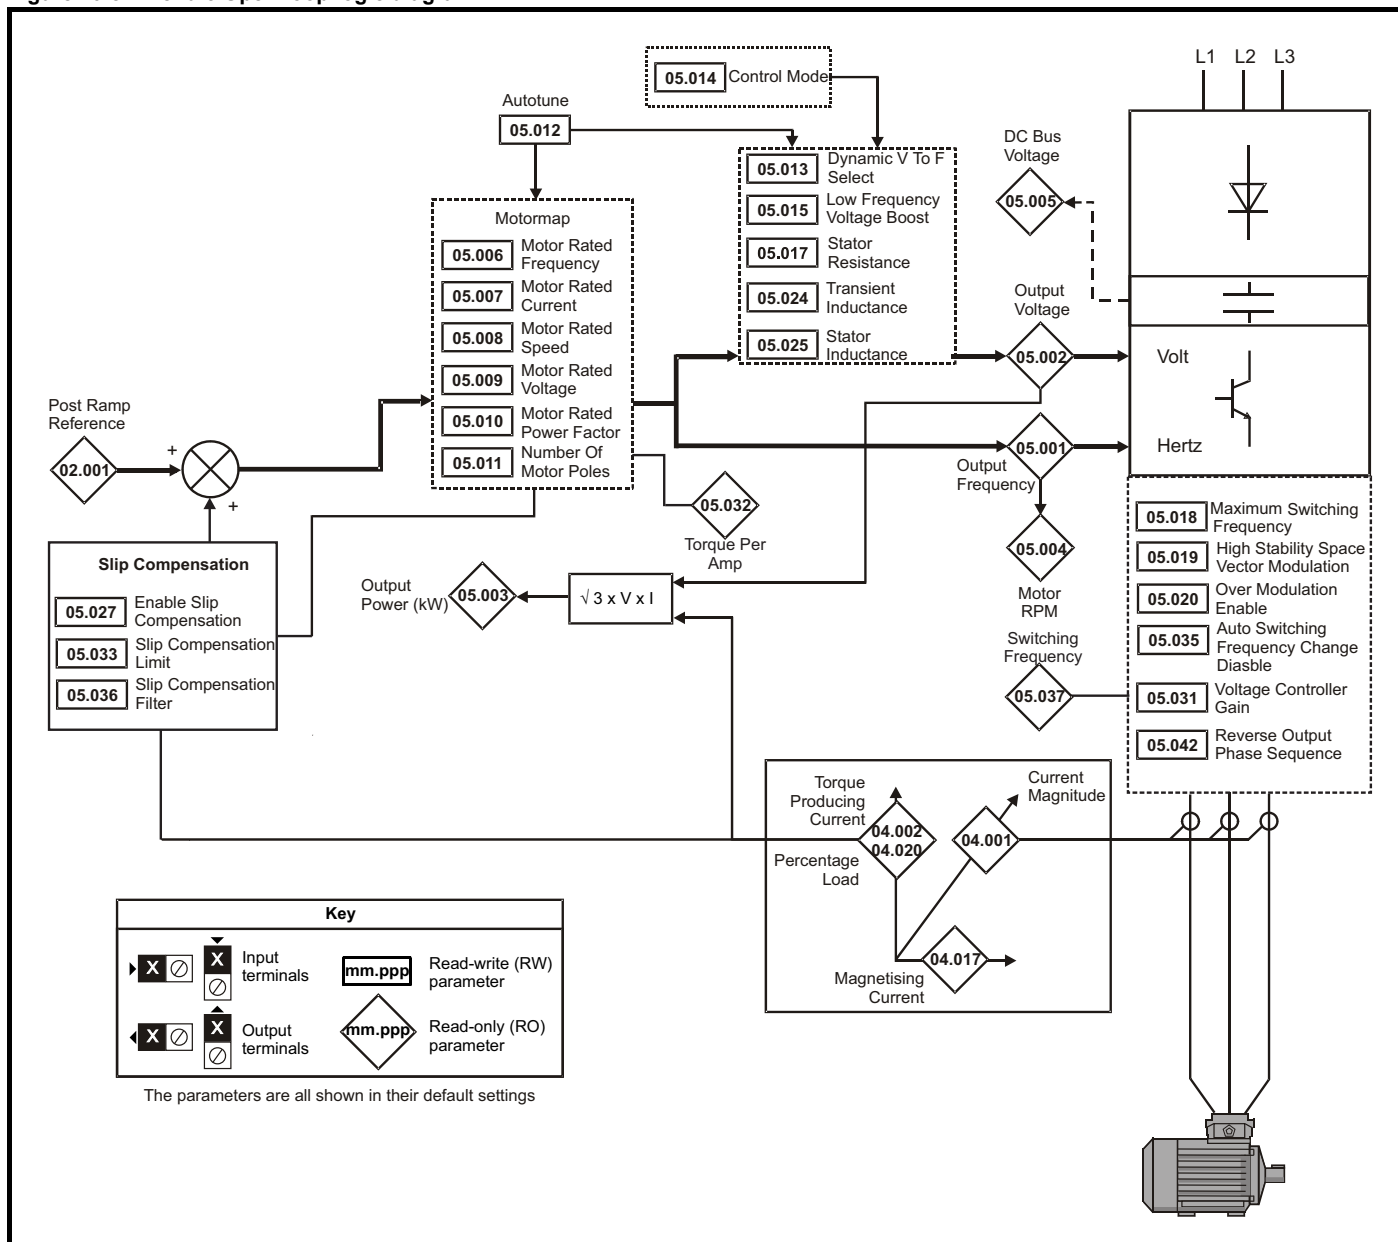 L1 L2 L3
05.014 Control Mode
Autotune
05.012
DC Bus
Voltage
05.005
05.013 Dynamic V To F
Select
05.015 Low Frequency
Voltage Boost
05.017 Stator
Resistance
05.024 Transient
Inductance
05.025 Stator
Inductance
Motormap
05.006 Motor Rated
Frequency
05.007 Motor Rated
Current
05.008 Motor Rated
Speed
05.009 Motor Rated
Voltage
05.010 Motor Rated
Power Factor
05.011 Number Of
Motor Poles
Output
Voltage
05.002
Volt
Hertz
Post Ramp
Reference
02.001
+
+
05.001
Output
Frequency
05.032
Torque Per
Amp
05.004
Motor
RPM
Slip Compensation
05.027 Enable Slip
Compensation
05.033 Slip Compensation
Limit
05.036 Slip Compensation
Filter
Output
Power (kW)
05.003
√ 3 x V x I
Switching
Frequency
05.037
05.018 Maximum Switching
Frequency
05.019 High Stability Space
Vector Modulation
05.020 Over Modulation
Enable
05.035 Auto Switching
Frequency Change
Diasble
05.031 Voltage Controller
Gain
05.042 Reverse Output
Phase Sequence
Torque
Producing
Current
04.002
04.020
Percentage
Load
Current
Magnitude
04.001
04.017
Magnetising
Current
Key
X X Input
terminals
mm.ppp Read-write (RW)
parameter
X X Output
terminals
mm.ppp Read-only (RO)
parameter
The parameters are all shown in their default settings